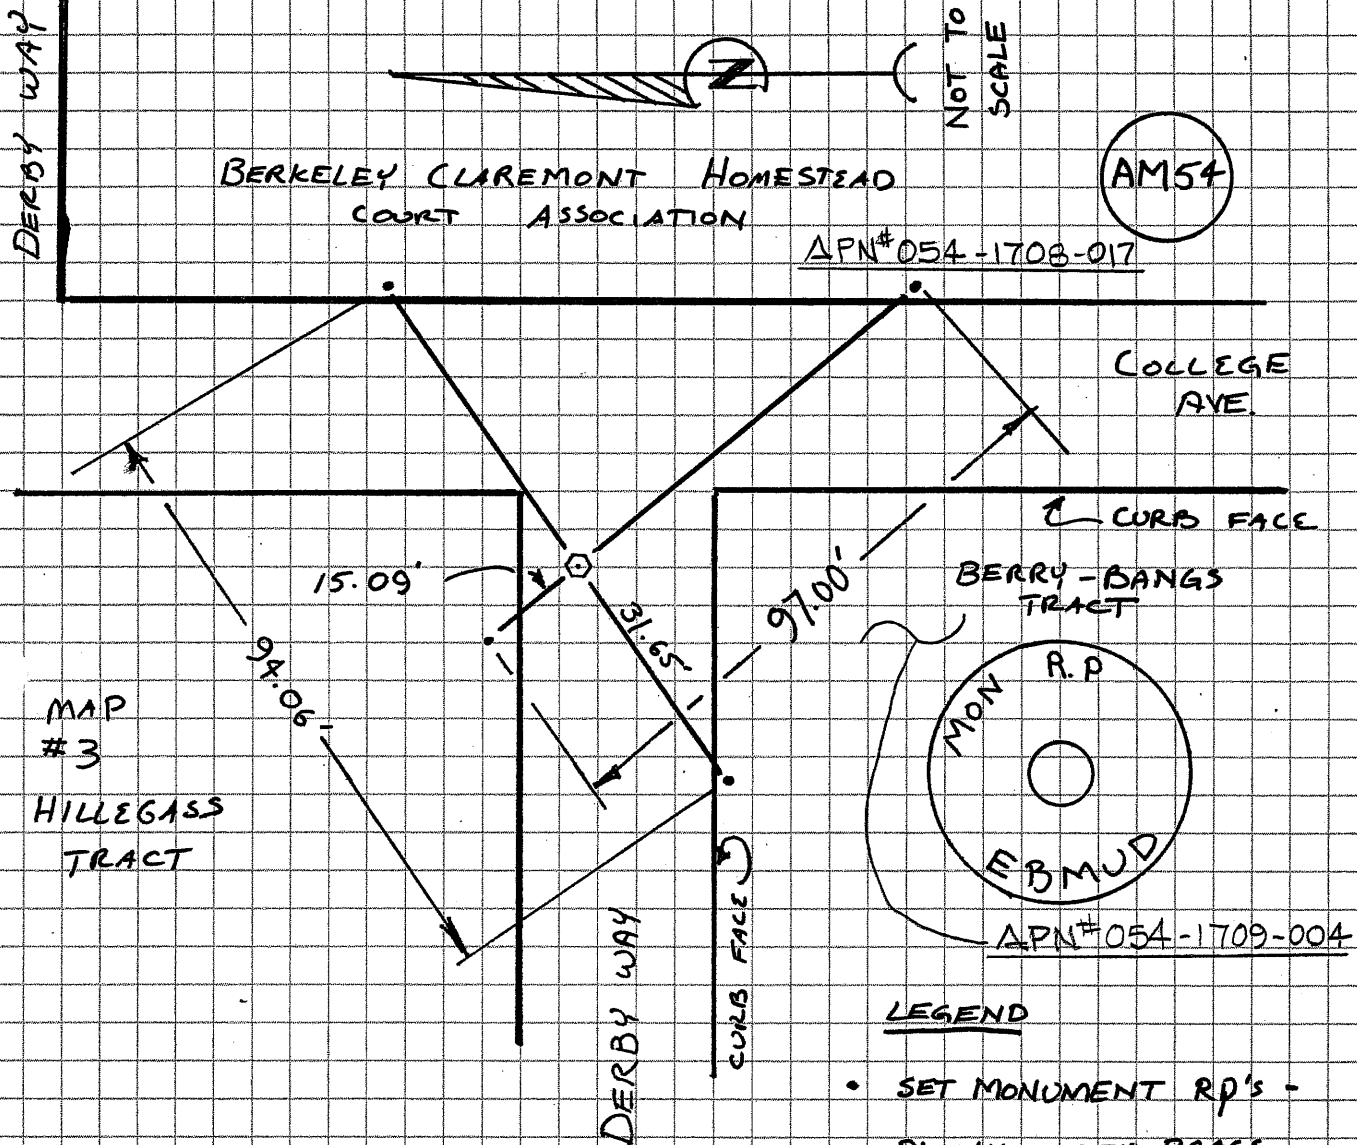 DERBY WAY
N
NOT TO
SCALE
BERKELEY CLAREMONT HOMESTEAD
COURT ASSOCIATION
AM54
APN# 054-1708-017
COLLEGE
AVE.
CURB FACE
15.09'
31.65'
97.00'
94.06'
BERRY-BANGS
TRACT
MAP
#3
HILLEGASS
TRACT
MON R.P
EBMUD
APN# 054-1709-004
DERBY WAY
CURB FACE
LEGEND
• SET MONUMENT RP's -